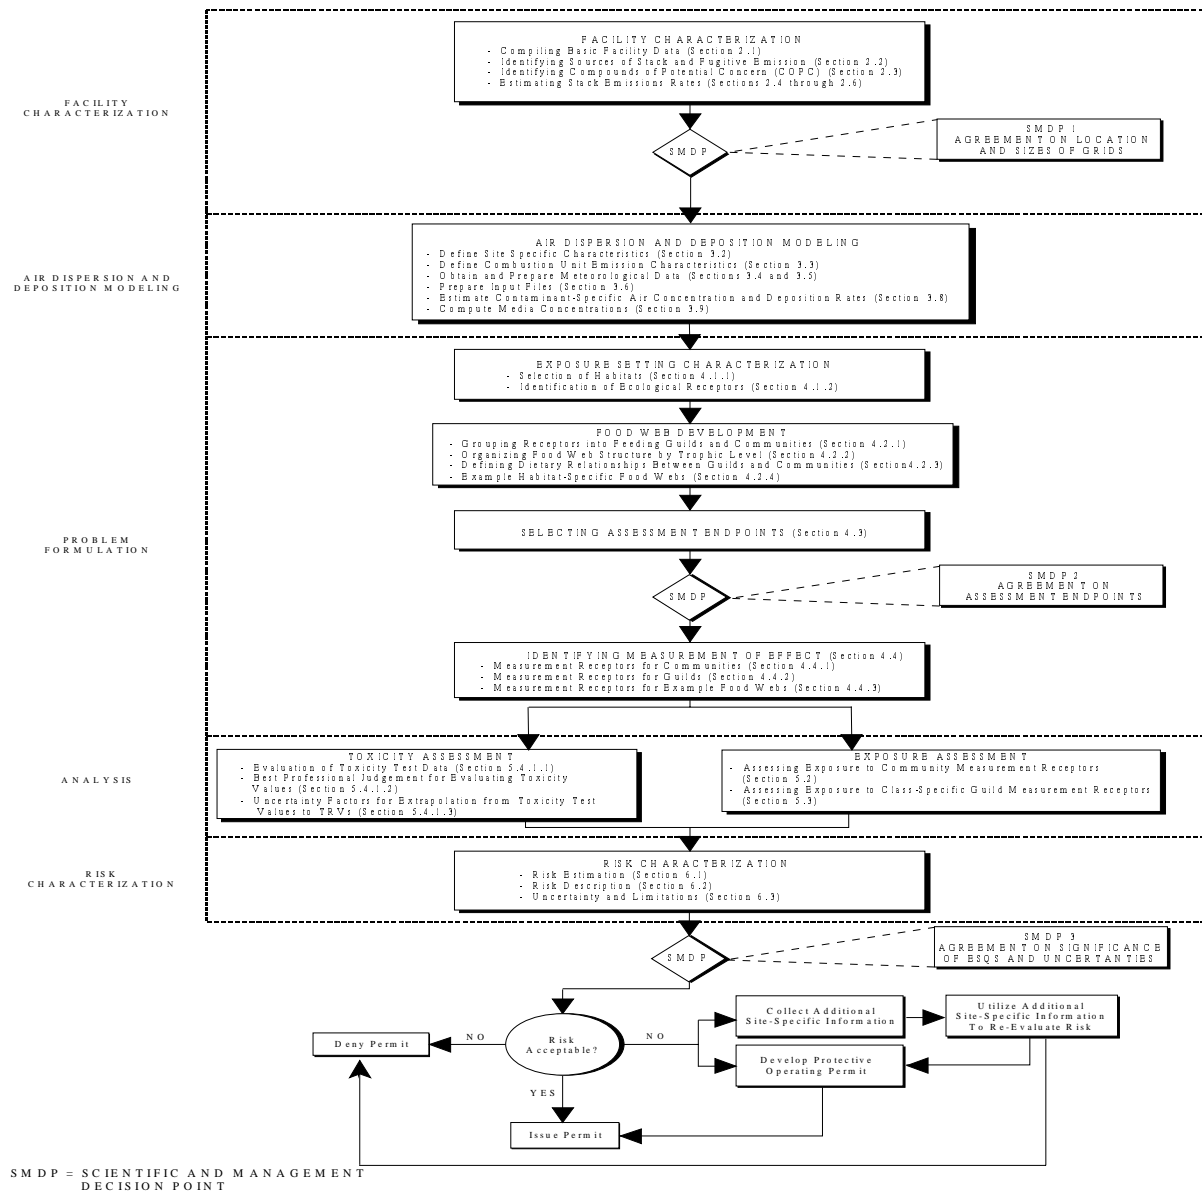 FACILITY CHARACTERIZATION
- Compiling Basic Facility Data (Section 2.1)
- Identifying Sources of Stack and Fugitive Emission (Section 2.2)
- Identifying Compounds of Potential Concern (COPC) (Section 2.3)
- Estimating Stack Emissions Rates (Sections 2.4 through 2.6)
FACILITY
CHARACTERIZATION
SMDP
SMDP 1
AGREEMENT ON LOCATION
AND SIZES OF GRIDS
AIR DISPERSION AND
DEPOSITION MODELING
AIR DISPERSION AND DEPOSITION MODELING
- Define Site Specific Characteristics (Section 3.2)
- Define Combustion Unit Emission Characteristics (Section 3.3)
- Obtain and Prepare Meteorological Data (Sections 3.4 and 3.5)
- Prepare Input Files (Section 3.6)
- Estimate Contaminant-Specific Air Concentration and Deposition Rates (Section 3.8)
- Compute Media Concentrations (Section 3.9)
EXPOSURE SETTING CHARACTERIZATION
- Selection of Habitats (Section 4.1.1)
- Identification of Ecological Receptors (Section 4.1.2)
FOOD WEB DEVELOPMENT
- Grouping Receptors into Feeding Guilds and Communities (Section 4.2.1)
- Organizing Food Web Structure by Trophic Level (Section 4.2.2)
- Defining Dietary Relationships Between Guilds and Communities (Section4.2.3)
- Example Habitat-Specific Food Webs (Section 4.2.4)
PROBLEM
FORMULATION
SELECTING ASSESSMENT ENDPOINTS (Section 4.3)
SMDP
SMDP 2
AGREEMENT ON
ASSESSMENT ENDPOINTS
IDENTIFYING MEASUREMENT OF EFFECT (Section 4.4)
- Measurement Receptors for Communities (Section 4.4.1)
- Measurement Receptors for Guilds (Section 4.4.2)
- Measurement Receptors for Example Food Webs (Section 4.4.3)
ANALYSIS
TOXICITY ASSESSMENT
- Evaluation of Toxicity Test Data (Section 5.4.1.1)
- Best Professional Judgement for Evaluating Toxicity
Values (Section 5.4.1.2)
- Uncertainty Factors for Extrapolation from Toxicity Test
Values to TRVs (Section 5.4.1.3)
EXPOSURE ASSESSMENT
- Assessing Exposure to Community Measurement Receptors
(Section 5.2)
- Assessing Exposure to Class-Specific Guild Measurement Receptors
(Section 5.3)
RISK
CHARACTERIZATION
RISK CHARACTERIZATION
- Risk Estimation (Section 6.1)
- Risk Description (Section 6.2)
- Uncertainty and Limitations (Section 6.3)
SMDP
SMDP 3
AGREEMENT ON SIGNIFICANCE
OF ESQS AND UNCERTANTIES
Collect Additional
Site-Specific Information
Utilize Additional
Site-Specific Information
To Re-Evaluate Risk
Deny Permit
NO
Risk
Acceptable?
NO
Develop Protective
Operating Permit
YES
Issue Permit
SMDP = SCIENTIFIC AND MANAGEMENT
DECISION POINT